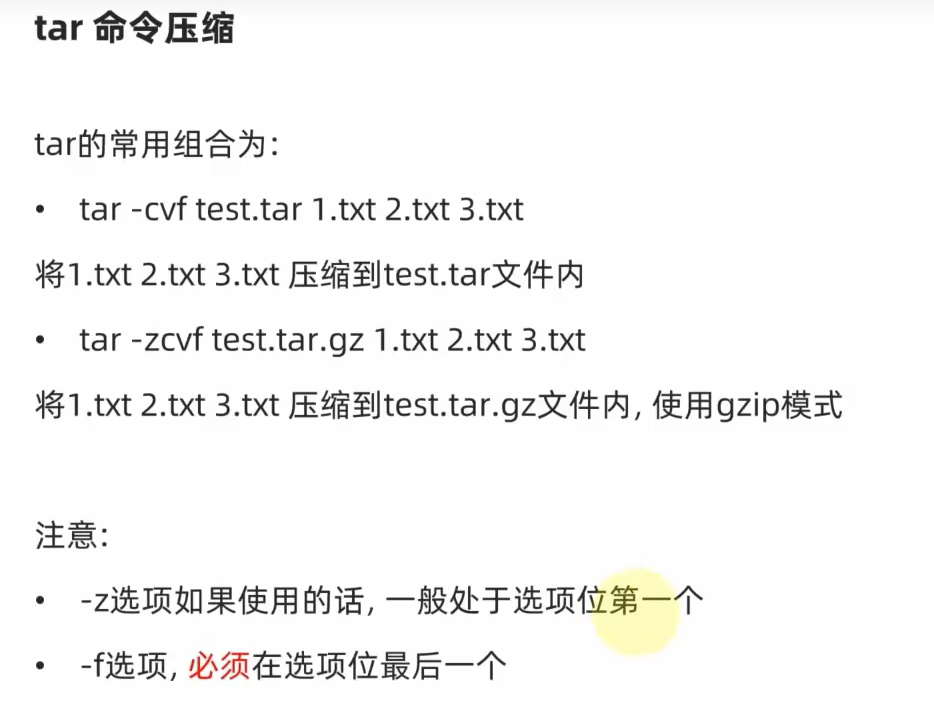 tar 命令压缩
tar的常用组合为:
• tar -cvf test.tar 1.txt 2.txt 3.txt
将1.txt 2.txt 3.txt 压缩到test.tar文件内
• tar -zcvf test.tar.gz 1.txt 2.txt 3.txt
将1.txt 2.txt 3.txt 压缩到test.tar.gz文件内, 使用gzip模式
注意:
• -z选项如果使用的话, 一般处于选项位第一个
• -f选项, 必须在选项位最后一个